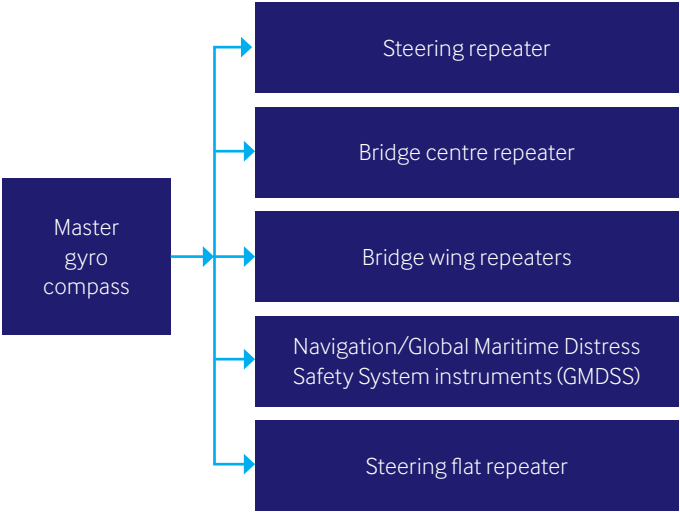 Steering repeater
Bridge centre repeater
Master
gyro
compass
Bridge wing repeaters
Navigation/Global Maritime Distress
Safety System instruments (GMDSS)
Steering flat repeater